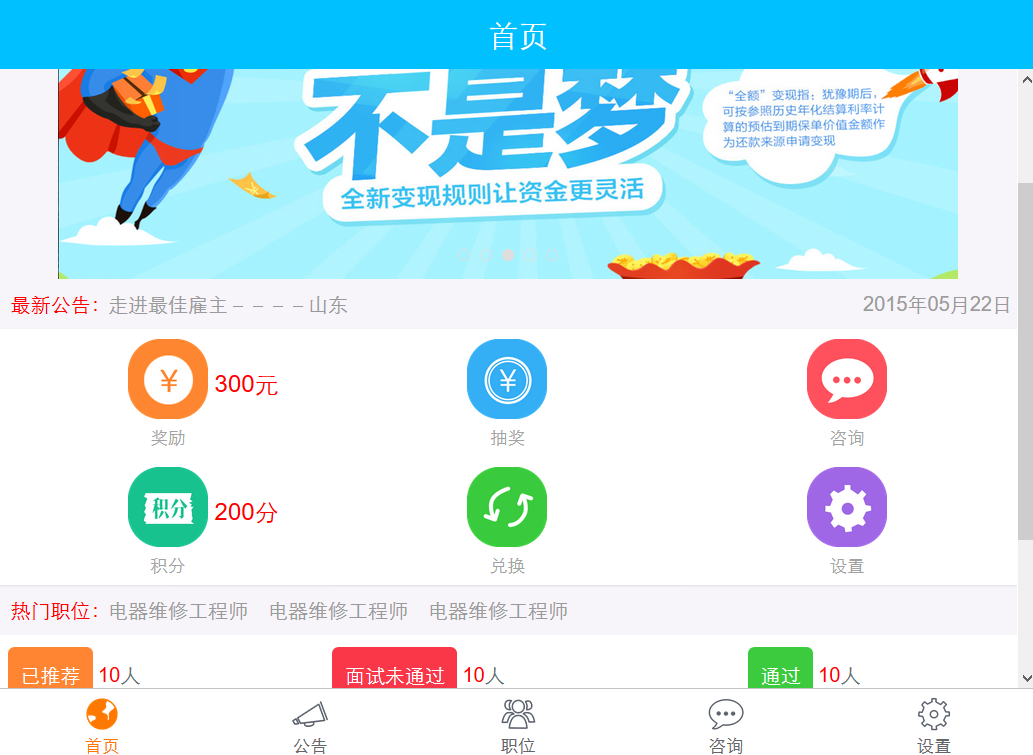 首页
不是梦
全新变现规则让资金更灵活
“全额”变现指：犹豫期后，
可按参照历史年化结算利率计
算的预估到期保单价值金额作
为还款来源申请变现
最新公告：走进最佳雇主－－－－山东 2015年05月22日
¥ 300元 ¥
奖励 抽奖 咨询
积分 200分
积分 兑换 设置
热门职位：电器维修工程师 电器维修工程师 电器维修工程师
已推荐 10人 面试未通过 10人 通过 10人
首页 公告 职位 咨询 设置